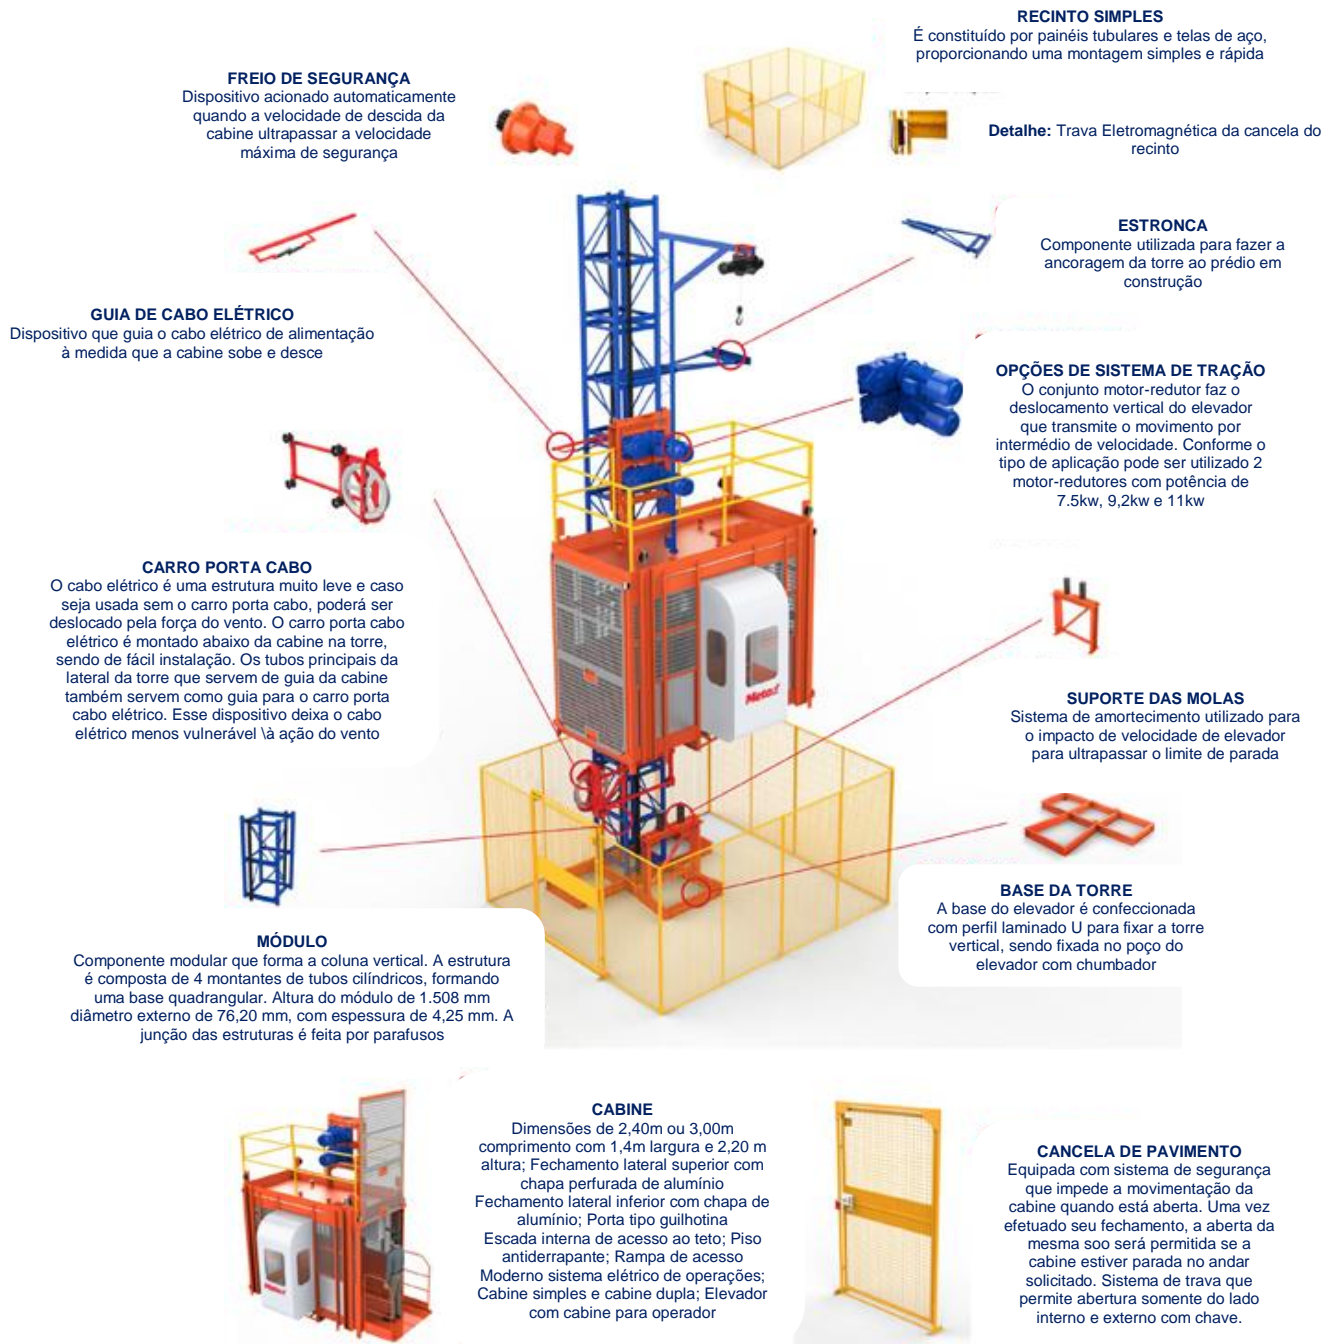 RECINTO SIMPLES
É constituído por painéis tubulares e telas de aço,
proporcionando uma montagem simples e rápida
FREIO DE SEGURANÇA
Dispositivo acionado automaticamente
quando a velocidade de descida da
cabine ultrapassar a velocidade
máxima de segurança
Detalhe: Trava Eletromagnética da cancela do
recinto
ESTRONCA
Componente utilizada para fazer a
ancoragem da torre ao prédio em
construção
GUIA DE CABO ELÉTRICO
Dispositivo que guia o cabo elétrico de alimentação
à medida que a cabine sobe e desce
OPÇÕES DE SISTEMA DE TRAÇÃO
O conjunto motor-redutor faz o
deslocamento vertical do elevador
que transmite o movimento por
intermédio de velocidade. Conforme o
tipo de aplicação pode ser utilizado 2
motor-redutores com potência de
7.5kw, 9,2kw e 11kw
CARRO PORTA CABO
O cabo elétrico é uma estrutura muito leve e caso
seja usada sem o carro porta cabo, poderá ser
deslocado pela força do vento. O carro porta cabo
elétrico é montado abaixo da cabine na torre,
sendo de fácil instalação. Os tubos principais da
lateral da torre que servem de guia da cabine
também servem como guia para o carro porta
cabo elétrico. Esse dispositivo deixa o cabo
elétrico menos vulnerável \à ação do vento
Metax
SUPORTE DAS MOLAS
Sistema de amortecimento utilizado para
o impacto de velocidade de elevador
para ultrapassar o limite de parada
BASE DA TORRE
A base do elevador é confeccionada
com perfil laminado U para fixar a torre
vertical, sendo fixada no poço do
elevador com chumbador
MÓDULO
Componente modular que forma a coluna vertical. A estrutura
é composta de 4 montantes de tubos cilíndricos, formando
uma base quadrangular. Altura do módulo de 1.508 mm
diâmetro externo de 76,20 mm, com espessura de 4,25 mm. A
junção das estruturas é feita por parafusos
CABINE
Dimensões de 2,40m ou 3,00m
comprimento com 1,4m largura e 2,20 m
altura; Fechamento lateral superior com
chapa perfurada de alumínio
Fechamento lateral inferior com chapa de
alumínio; Porta tipo guilhotina
Escada interna de acesso ao teto; Piso
antiderrapante; Rampa de acesso
Moderno sistema elétrico de operações;
Cabine simples e cabine dupla; Elevador
com cabine para operador
CANCELA DE PAVIMENTO
Equipada com sistema de segurança
que impede a movimentação da
cabine quando está aberta. Uma vez
efetuado seu fechamento, a aberta da
mesma soo será permitida se a
cabine estiver parada no andar
solicitado. Sistema de trava que
permite abertura somente do lado
interno e externo com chave.